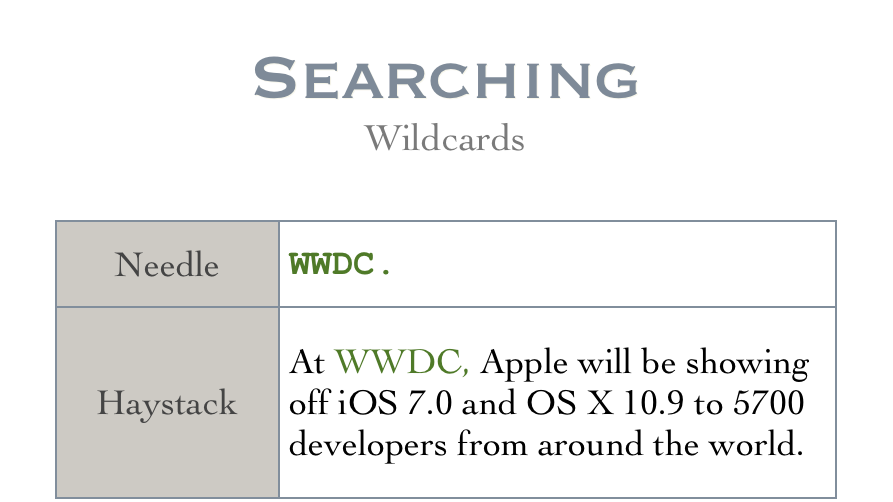 SEARCHING
Wildcards
Needle
WWDC.
Haystack
At WWDC, Apple will be showing
off iOS 7.0 and OS X 10.9 to 5700
developers from around the world.